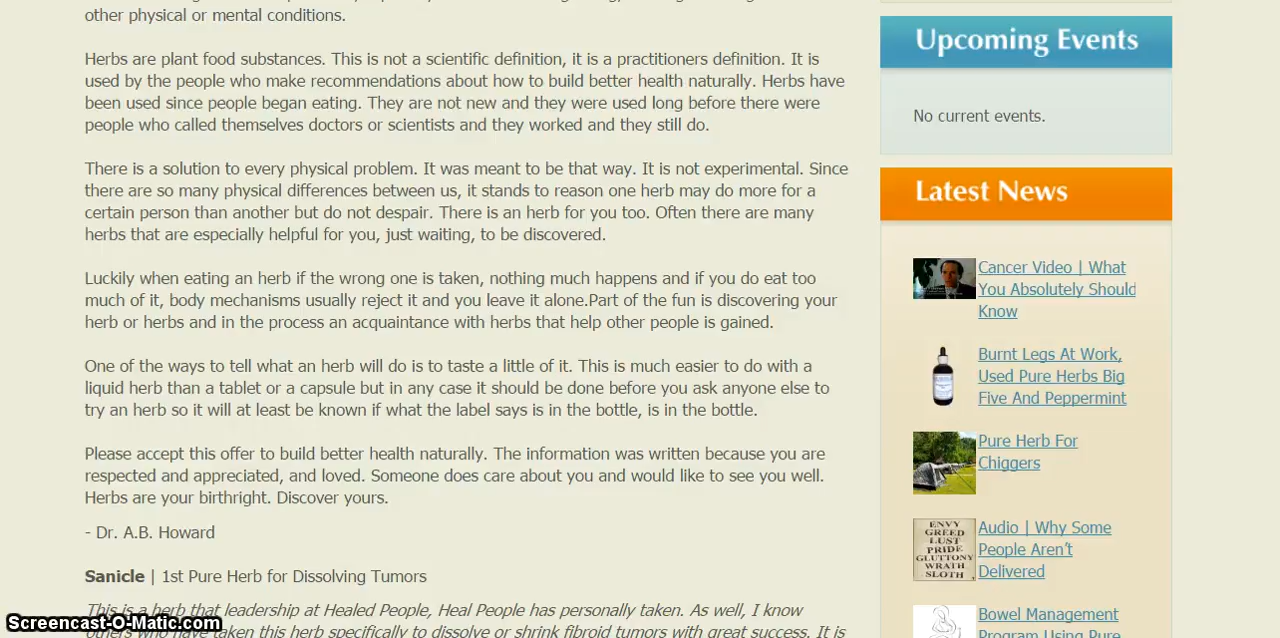 other physical or mental conditions.
Herbs are plant food substances. This is not a scientific definition, it is a practitioners definition. It is
used by the people who make recommendations about how to build better health naturally. Herbs have
been used since people began eating. They are not new and they were used long before there were
people who called themselves doctors or scientists and they worked and they still do.
There is a solution to every physical problem. It was meant to be that way. It is not experimental. Since
there are so many physical differences between us, it stands to reason one herb may do more for a
certain person than another but do not despair. There is an herb for you too. Often there are many
herbs that are especially helpful for you, just waiting, to be discovered.
Luckily when eating an herb if the wrong one is taken, nothing much happens and if you do eat too
much of it, body mechanisms usually reject it and you leave it alone.Part of the fun is discovering your
herb or herbs and in the process an acquaintance with herbs that help other people is gained.
One of the ways to tell what an herb will do is to taste a little of it. This is much easier to do with a
liquid herb than a tablet or a capsule but in any case it should be done before you ask anyone else to
try an herb so it will at least be known if what the label says is in the bottle, is in the bottle.
Please accept this offer to build better health naturally. The information was written because you are
respected and appreciated, and loved. Someone does care about you and would like to see you well.
Herbs are your birthright. Discover yours.
- Dr. A.B. Howard
Sanicle | 1st Pure Herb for Dissolving Tumors
This is a herb that leadership at Healed People, Heal People has personally taken. As well, I know
others who have taken this herb specifically to dissolve or shrink fibroid tumors with great success. It is
Screencast-O-Matic.com
Upcoming Events
No current events.
Latest News
Cancer Video | What
You Absolutely Should
Know
Burnt Legs At Work,
Used Pure Herbs Big
Five And Peppermint
Pure Herb For
Chiggers
ENVY
GREED
LUST
PRIDE
GLUTTONY
WRATH
SLOTH
Audio | Why Some
People Aren't
Delivered
Bowel Management
Program Using Pure